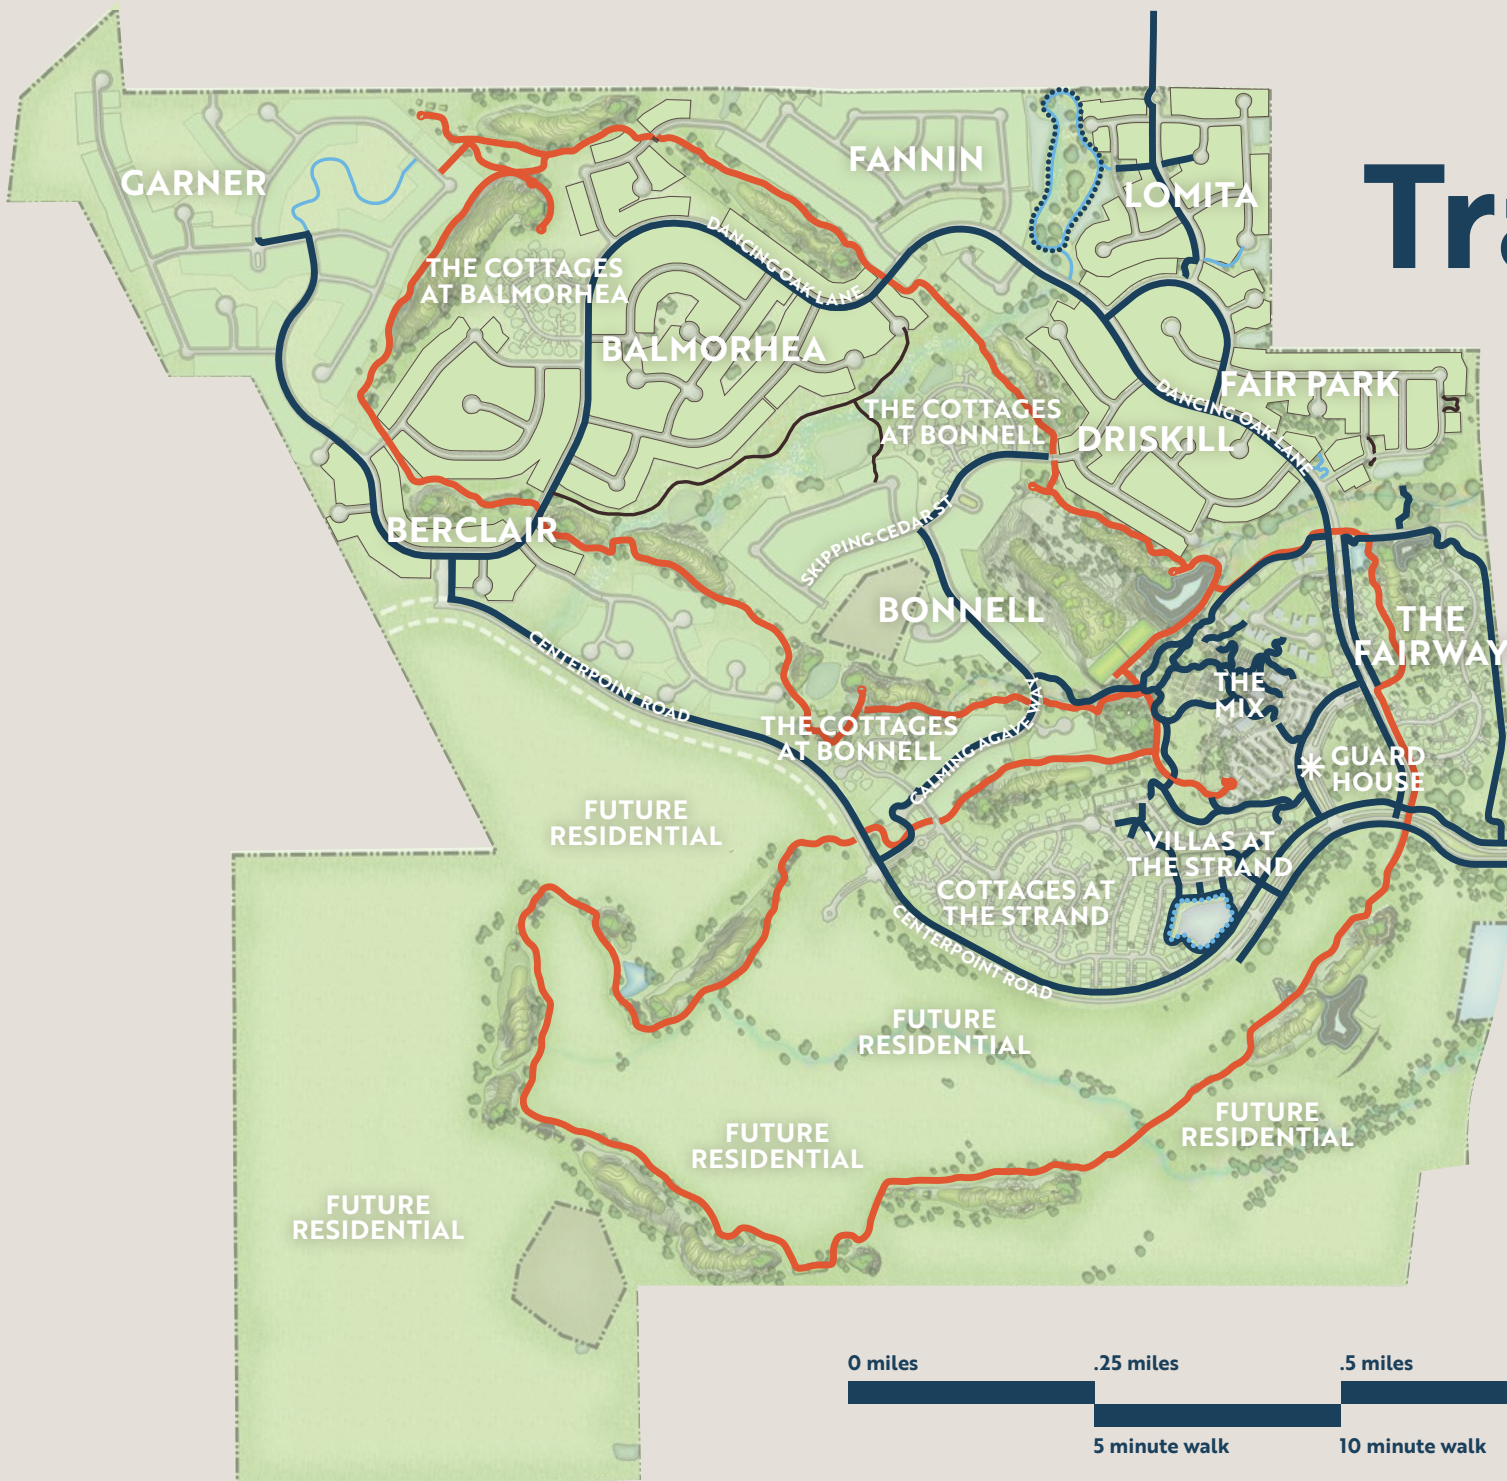 Tr
GARNER
FANNIN
LOMITA
THE COTTAGES
AT BALMORHEA
DANCING OAK LANE
BALMORHEA
THE COTTAGES
AT BONNELL
FAIR PARK
DRISKILL
DANCING OAK LANE
BERCLAIR
SKIPPING CEDAR ST
BONNELL
THE
FAIRWAY
THE
MIX
CENTERPOINT ROAD
THE COTTAGES
AT BONNELL
CALMING AGAVE WAY
GUARD
HOUSE
FUTURE
RESIDENTIAL
VILLAS AT
THE STRAND
COTTAGES AT
THE STRAND
CENTERPOINT ROAD
FUTURE
RESIDENTIAL
FUTURE
RESIDENTIAL
FUTURE
RESIDENTIAL
FUTURE
RESIDENTIAL
0 miles
.25 miles
.5 miles
5 minute walk
10 minute walk